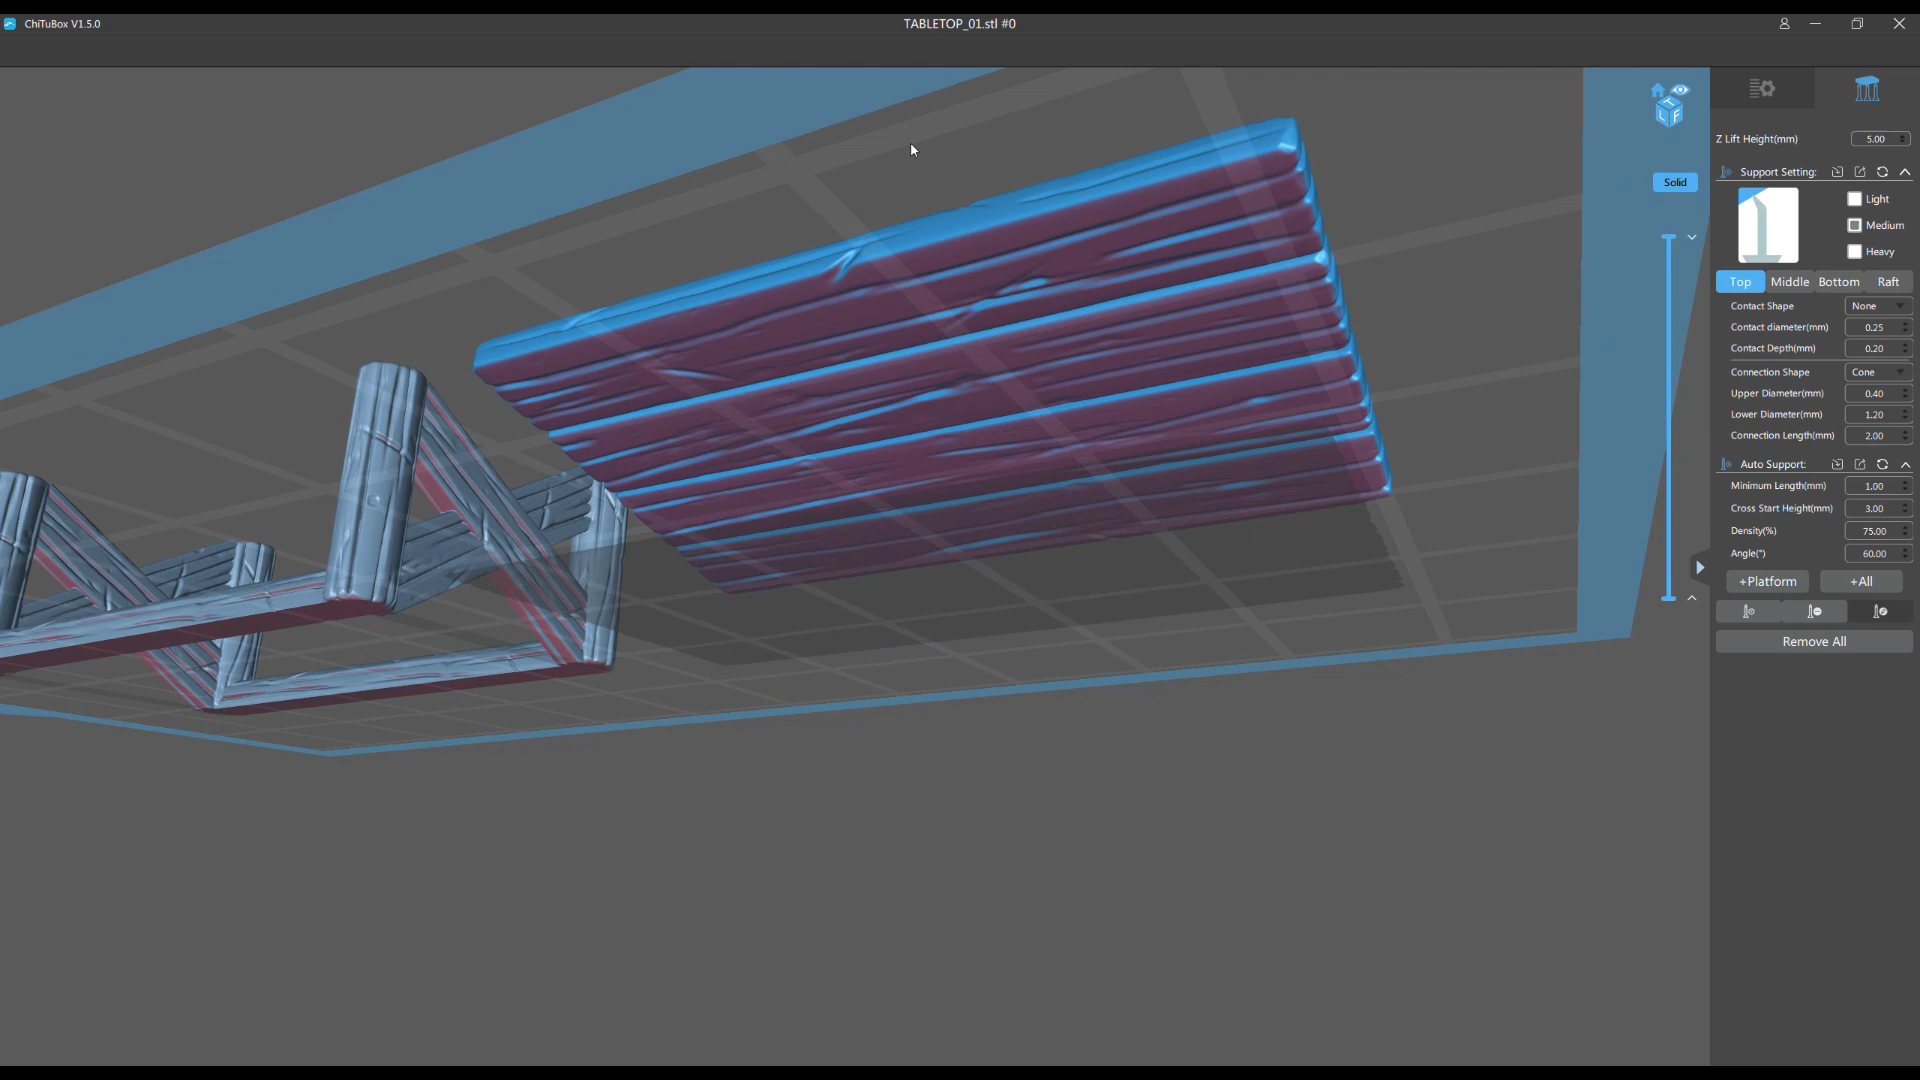 ChiTuBox V1.5.0
TABLETOP_01.stl #0
T
L F
Solid
Z Lift Height(mm) 5.00
Support Setting:
Light
Medium
Heavy
Top Middle Bottom Raft
Contact Shape None
Contact diameter(mm) 0.25
Contact Depth(mm) 0.20
Connection Shape Cone
Upper Diameter(mm) 0.40
Lower Diameter(mm) 1.20
Connection Length(mm) 2.00
Auto Support:
Minimum Length(mm) 1.00
Cross Start Height(mm) 3.00
Density(%) 75.00
Angle(°) 60.00
+Platform +All
Remove All